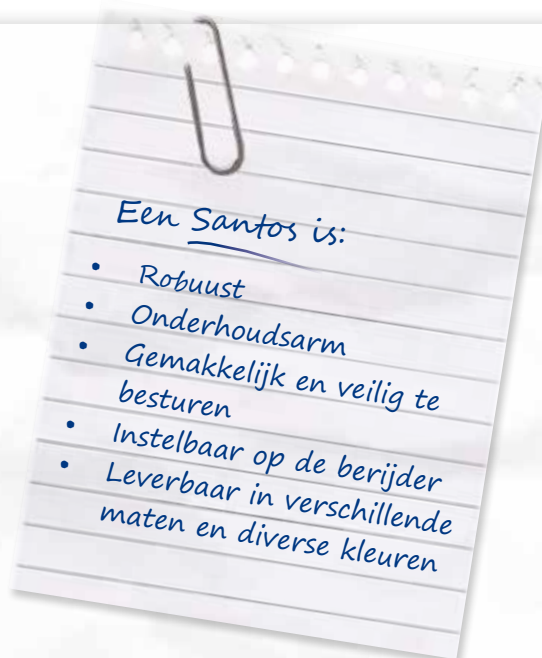 Een Santos is:
• Robuust
• Onderhoudsarm
• Gemakkelijk en veilig te
besturen
• Instelbaar op de berijder
• Leverbaar in verschillende
maten en diverse kleuren